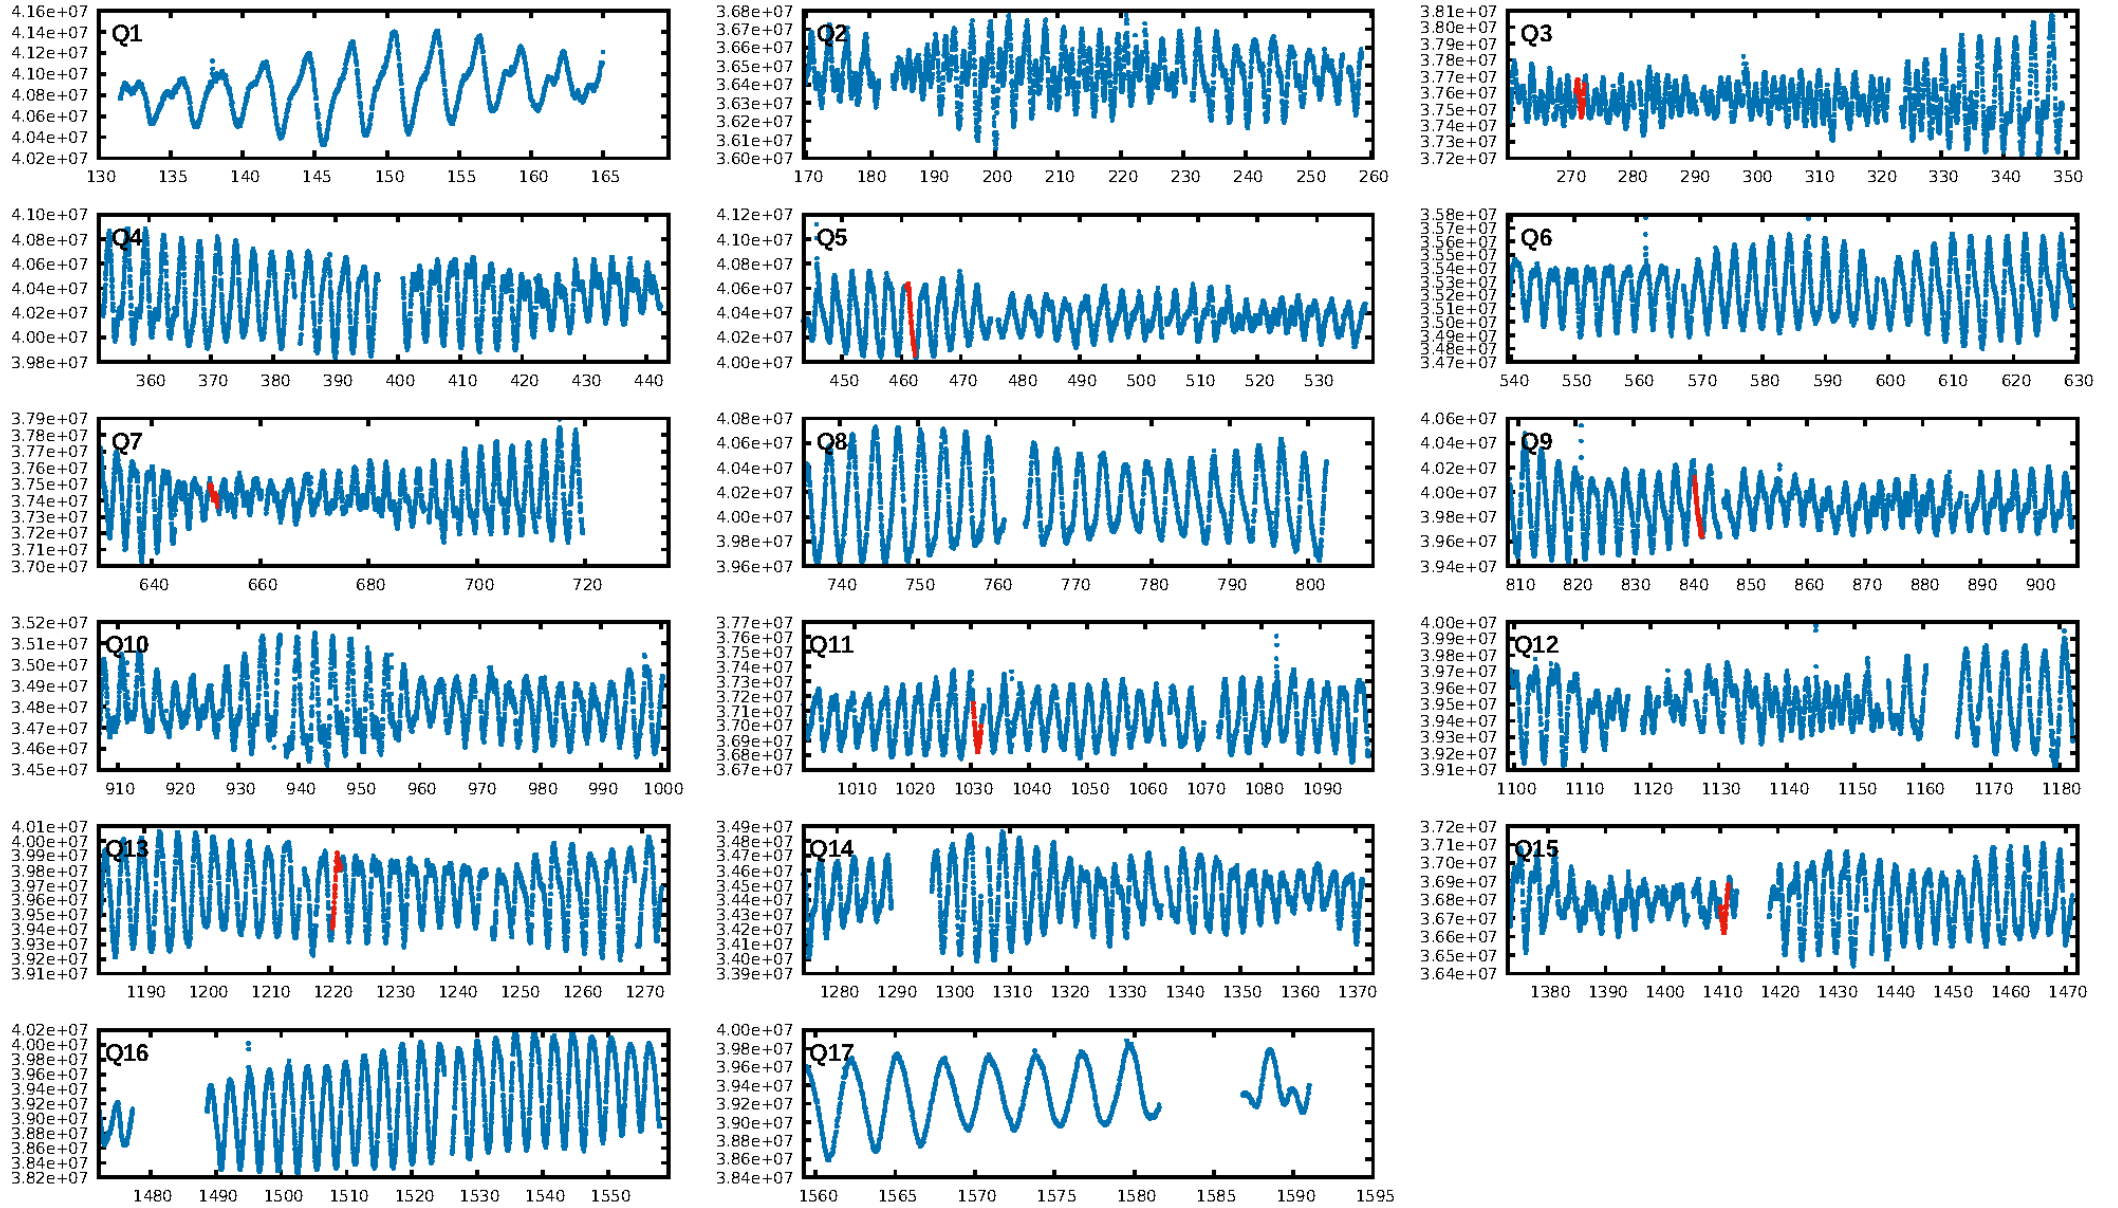 4.16e+07
4.14e+07
4.12e+07
4.10e+07
4.08e+07
4.06e+07
4.04e+07
4.02e+07
Q1
130 135 140 145 150 155 160 165
3.68e+07
3.67e+07
3.66e+07
3.65e+07
3.64e+07
3.63e+07
3.62e+07
3.61e+07
3.60e+07
Q2
170 180 190 200 210 220 230 240 250 260
3.81e+07
3.80e+07
3.79e+07
3.78e+07
3.77e+07
3.76e+07
3.75e+07
3.74e+07
3.73e+07
3.72e+07
Q3
270 280 290 300 310 320 330 340 350
4.10e+07
4.08e+07
4.06e+07
4.04e+07
4.02e+07
4.00e+07
3.98e+07
Q4
360 370 380 390 400 410 420 430 440
4.12e+07
4.10e+07
4.08e+07
4.06e+07
4.04e+07
4.02e+07
4.00e+07
Q5
450 460 470 480 490 500 510 520 530
3.58e+07
3.57e+07
3.56e+07
3.55e+07
3.54e+07
3.53e+07
3.52e+07
3.51e+07
3.50e+07
3.49e+07
3.48e+07
3.47e+07
Q6
540 550 560 570 580 590 600 610 620 630
3.79e+07
3.78e+07
3.77e+07
3.76e+07
3.75e+07
3.74e+07
3.73e+07
3.72e+07
3.71e+07
3.70e+07
Q7
640 660 680 700 720
4.08e+07
4.06e+07
4.04e+07
4.02e+07
4.00e+07
3.98e+07
3.96e+07
Q8
740 750 760 770 780 790 800
4.06e+07
4.04e+07
4.02e+07
4.00e+07
3.98e+07
3.96e+07
3.94e+07
Q9
810 820 830 840 850 860 870 880 890 900
3.52e+07
3.51e+07
3.50e+07
3.49e+07
3.48e+07
3.47e+07
3.46e+07
3.45e+07
Q10
910 920 930 940 950 960 970 980 990 1000
3.77e+07
3.76e+07
3.75e+07
3.74e+07
3.73e+07
3.72e+07
3.71e+07
3.70e+07
3.69e+07
3.68e+07
3.67e+07
Q11
1010 1020 1030 1040 1050 1060 1070 1080 1090
4.00e+07
3.99e+07
3.98e+07
3.97e+07
3.96e+07
3.95e+07
3.94e+07
3.93e+07
3.92e+07
3.91e+07
Q12
1100 1110 1120 1130 1140 1150 1160 1170 1180
4.01e+07
4.00e+07
3.99e+07
3.98e+07
3.97e+07
3.96e+07
3.95e+07
3.94e+07
3.93e+07
3.92e+07
3.91e+07
Q13
1190 1200 1210 1220 1230 1240 1250 1260 1270
3.49e+07
3.48e+07
3.47e+07
3.46e+07
3.45e+07
3.44e+07
3.43e+07
3.42e+07
3.41e+07
3.40e+07
3.39e+07
Q14
1280 1290 1300 1310 1320 1330 1340 1350 1360 1370
3.72e+07
3.71e+07
3.70e+07
3.69e+07
3.68e+07
3.67e+07
3.66e+07
3.65e+07
3.64e+07
Q15
1380 1390 1400 1410 1420 1430 1440 1450 1460 1470
4.02e+07
4.00e+07
3.98e+07
3.96e+07
3.94e+07
3.92e+07
3.90e+07
3.88e+07
3.86e+07
3.84e+07
3.82e+07
Q16
1480 1490 1500 1510 1520 1530 1540 1550
4.00e+07
3.98e+07
3.96e+07
3.94e+07
3.92e+07
3.90e+07
3.88e+07
3.86e+07
3.84e+07
Q17
1560 1565 1570 1575 1580 1585 1590 1595